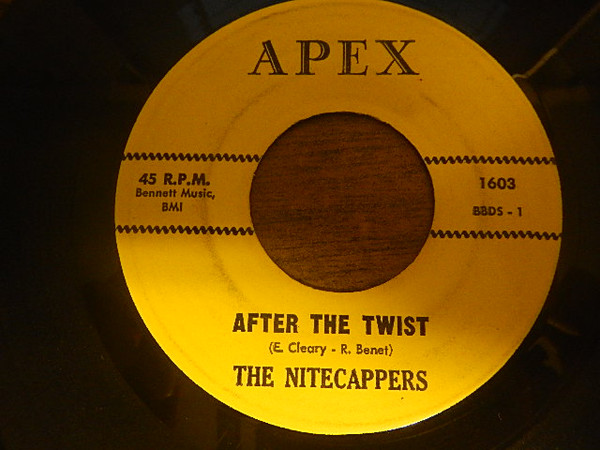 APEX
45 R.P.M.
Bennett Music,
BMI
1603
BBDS - 1
AFTER THE TWIST
(E. Cleary - R. Benet)
THE NITECAPPERS